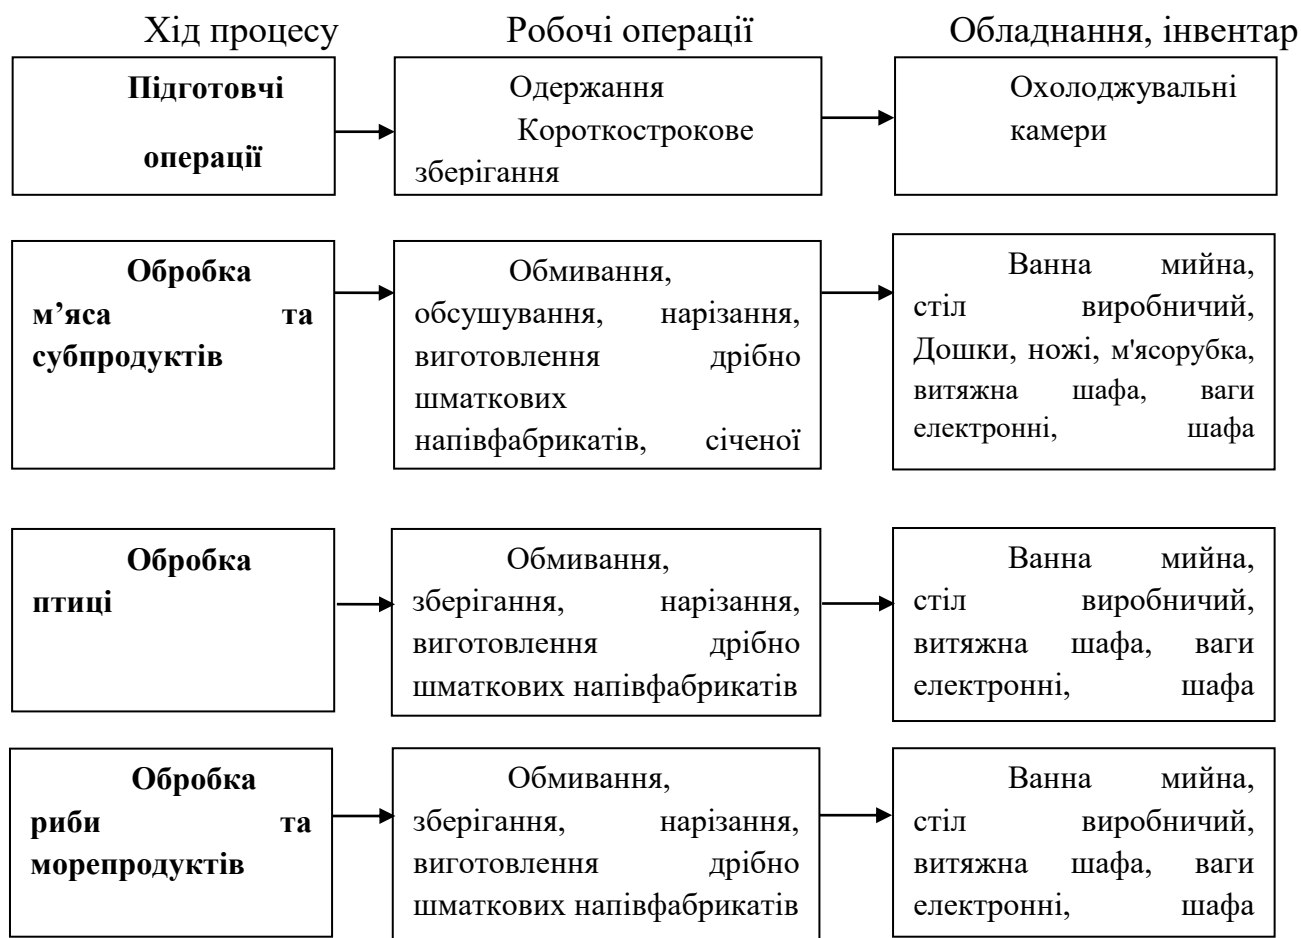 Хід процесу
Робочі операції
Обладнання, інвентар
Підготовчі
операції
Одержання
Короткострокове
зберігання
Охолоджувальні
камери
Обробка
м’яса та
субпродуктів
Обмивання,
обсушування, нарізання,
виготовлення дрібно
шматкових
напівфабрикатів, січеної
Ванна мийна,
стіл виробничий,
Дошки, ножі, м'ясорубка,
витяжна шафа, ваги
електронні, шафа
Обробка
птиці
Обмивання,
зберігання, нарізання,
виготовлення дрібно
шматкових напівфабрикатів
Ванна мийна,
стіл виробничий,
витяжна шафа, ваги
електронні, шафа
Обробка
риби та
морепродуктів
Обмивання,
зберігання, нарізання,
виготовлення дрібно
шматкових напівфабрикатів
Ванна мийна,
стіл виробничий,
витяжна шафа, ваги
електронні, шафа